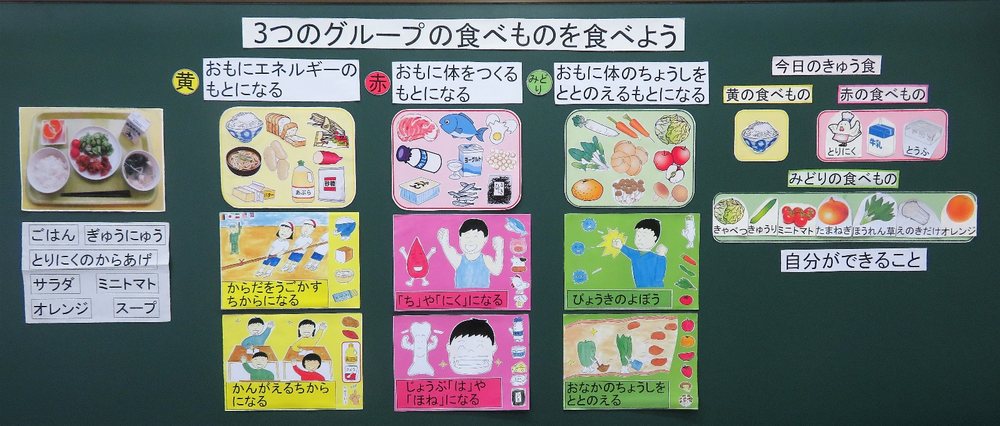 3つのグループの食べものを食べよう
ごはん ぎゅうにゅう
とりにくのからあげ
サラダ ミニトマト
オレンジ スープ
黄
おもにエネルギーの
もとになる
あぶら
砂糖
バター
からだをうごかす
ちからになる
かんがえるちから
になる
赤
おもに体をつくる
もとになる
MILK
ヨーグルト
ひじき
「ち」や「にく」になる
じょうぶ「は」や
「ほね」になる
みど
り
おもに体のちょうしを
ととのえるもとになる
びょうきのよぼう
おなかのちょうしを
ととのえる
今日のきゅう食
黄の食べもの
赤の食べもの
とりにく
牛乳
とうふ
みどりの食べもの
きゃべつ きゅうり ミニトマト たまねぎ ほうれん草 えのきだけ オレンジ
自分ができること